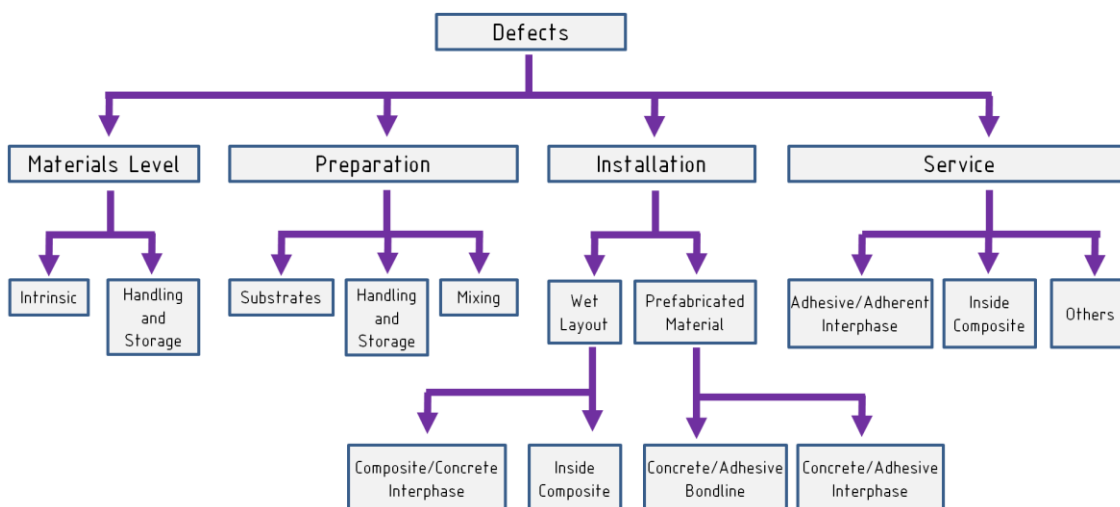 Defects
Materials Level
Preparation
Installation
Service
Intrinsic
Handling
and
Storage
Substrates
Handling
and
Storage
Mixing
Wet
Layout
Prefabricated
Material
Adhesive/Adherent
Interphase
Inside
Composite
Others
Composite/Concrete
Interphase
Inside
Composite
Concrete/Adhesive
Bondline
Concrete/Adhesive
Interphase